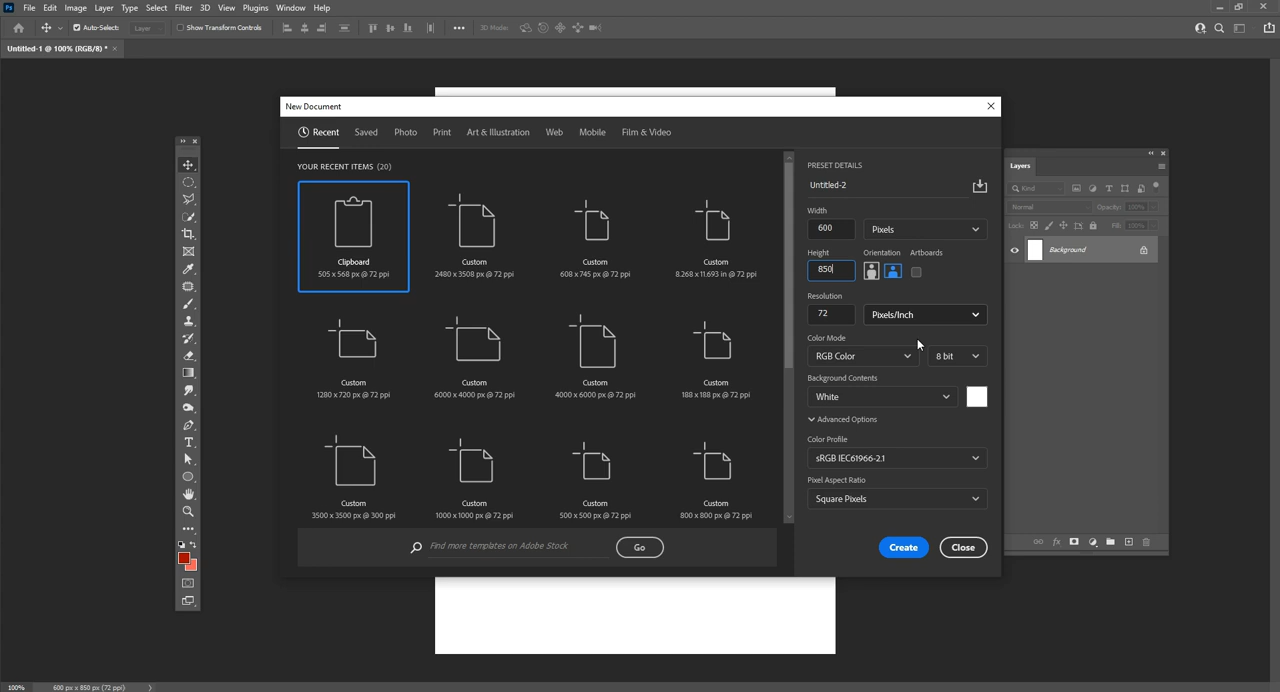 Ps File Edit Image Layer Type Select Filter 3D View Plugins Window Help
Auto-Select: Layer Show Transform Controls 3D Mode:
Untitled-1 @ 100% (RGB/8) *
New Document
Recent Saved Photo Print Art & Illustration Web Mobile Film & Video
YOUR RECENT ITEMS (20)
Clipboard
505 x 568 px @ 72 ppi
Custom
2480 x 3508 px @ 72 ppi
Custom
608 x 745 px @ 72 ppi
Custom
8.268 x 11.693 in @ 72 ppi
Custom
1280 x 720 px @ 72 ppi
Custom
6000 x 4000 px @ 72 ppi
Custom
4000 x 6000 px @ 72 ppi
Custom
188 x 188 px @ 72 ppi
Custom
3500 x 3500 px @ 300 ppi
Custom
1000 x 1000 px @ 72 ppi
Custom
500 x 500 px @ 72 ppi
Custom
800 x 800 px @ 72 ppi
Find more templates on Adobe Stock Go
PRESET DETAILS
Untitled-2
Width
600 Pixels
Height Orientation Artboards
850
Resolution
72 Pixels/Inch
Color Mode
RGB Color 8 bit
Background Contents
White
Advanced Options
Color Profile
sRGB IEC61966-2.1
Pixel Aspect Ratio
Square Pixels
Create Close
Layers
Kind
Normal Opacity: 100%
Lock: Fill: 100%
Background
fx
100% 600 px x 850 px (72 ppi)